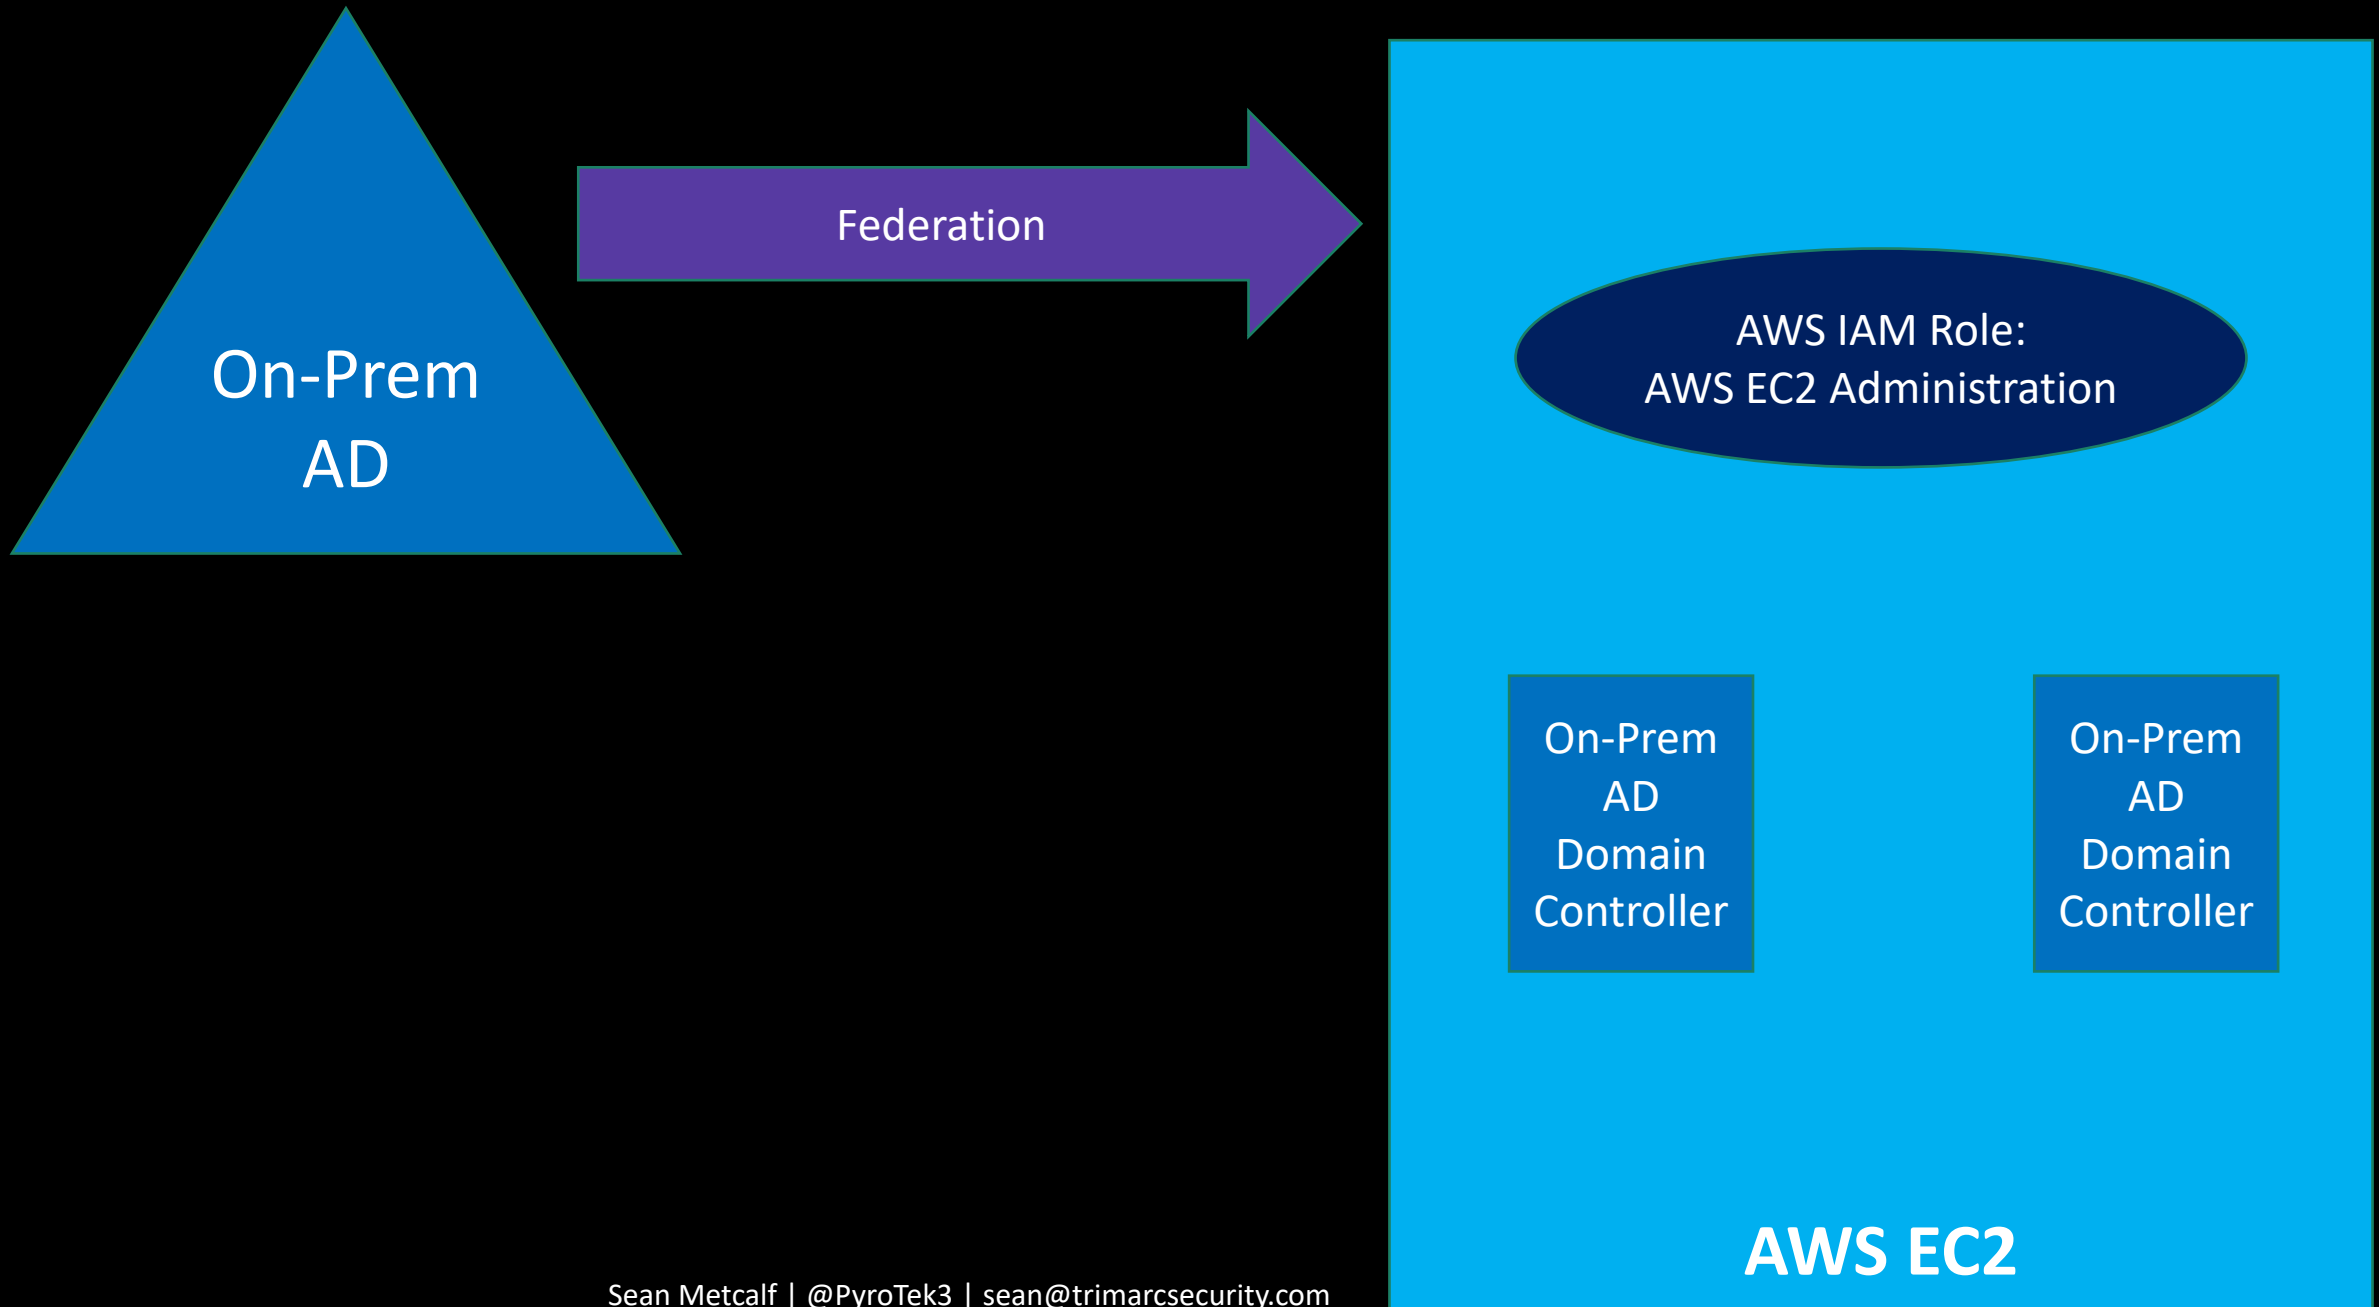 On-Prem
AD
Federation
AWS IAM Role:
AWS EC2 Administration
On-Prem
AD
Domain
Controller
On-Prem
AD
Domain
Controller
AWS EC2
Sean Metcalf | @PyroTek3 | sean@trimarcsecurity.com